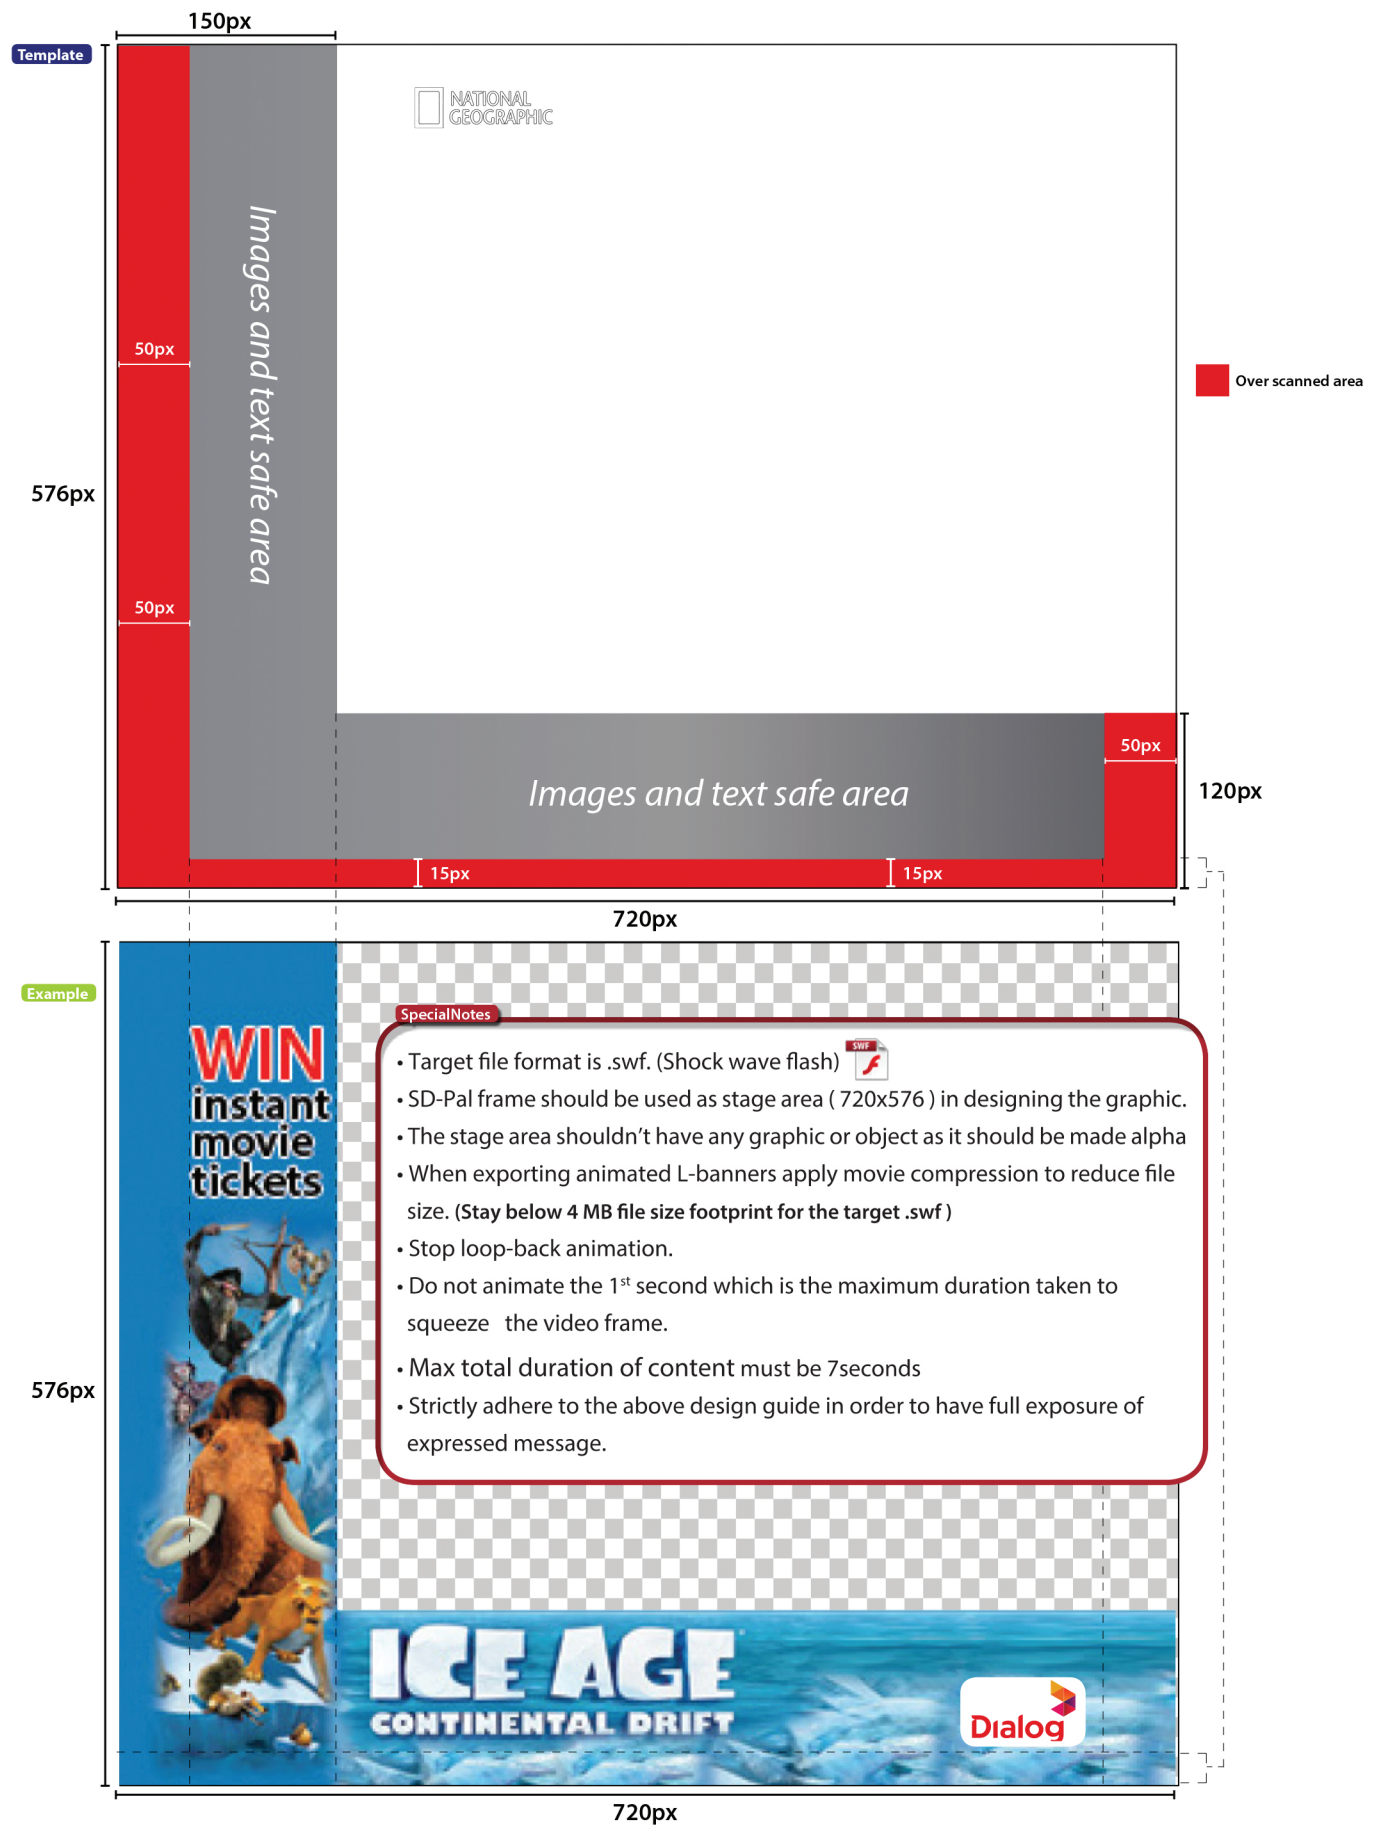 150px
Template
NATIONAL
GEOGRAPHIC
Images and text safe area
50px
Over scanned area
576px
50px
50px
Images and text safe area
120px
15px
15px
720px
Example
SpecialNotes
WIN
instant
movie
tickets
SWF
• Target file format is .swf. (Shock wave flash)
• SD-Pal frame should be used as stage area ( 720x576 ) in designing the graphic.
• The stage area shouldn't have any graphic or object as it should be made alpha
• When exporting animated L-banners apply movie compression to reduce file
size. (Stay below 4 MB file size footprint for the target .swf )
• Stop loop-back animation.
• Do not animate the 1st second which is the maximum duration taken to
squeeze the video frame.
• Max total duration of content must be 7seconds
• Strictly adhere to the above design guide in order to have full exposure of
expressed message.
576px
ICE AGE
CONTINENTAL DRIFT
Dialog
720px